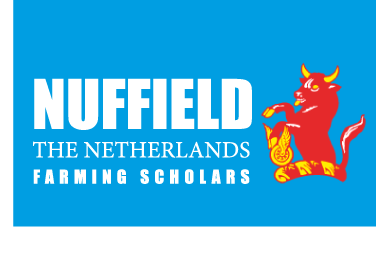 NUFFIELD
THE NETHERLANDS
FARMING SCHOLARS